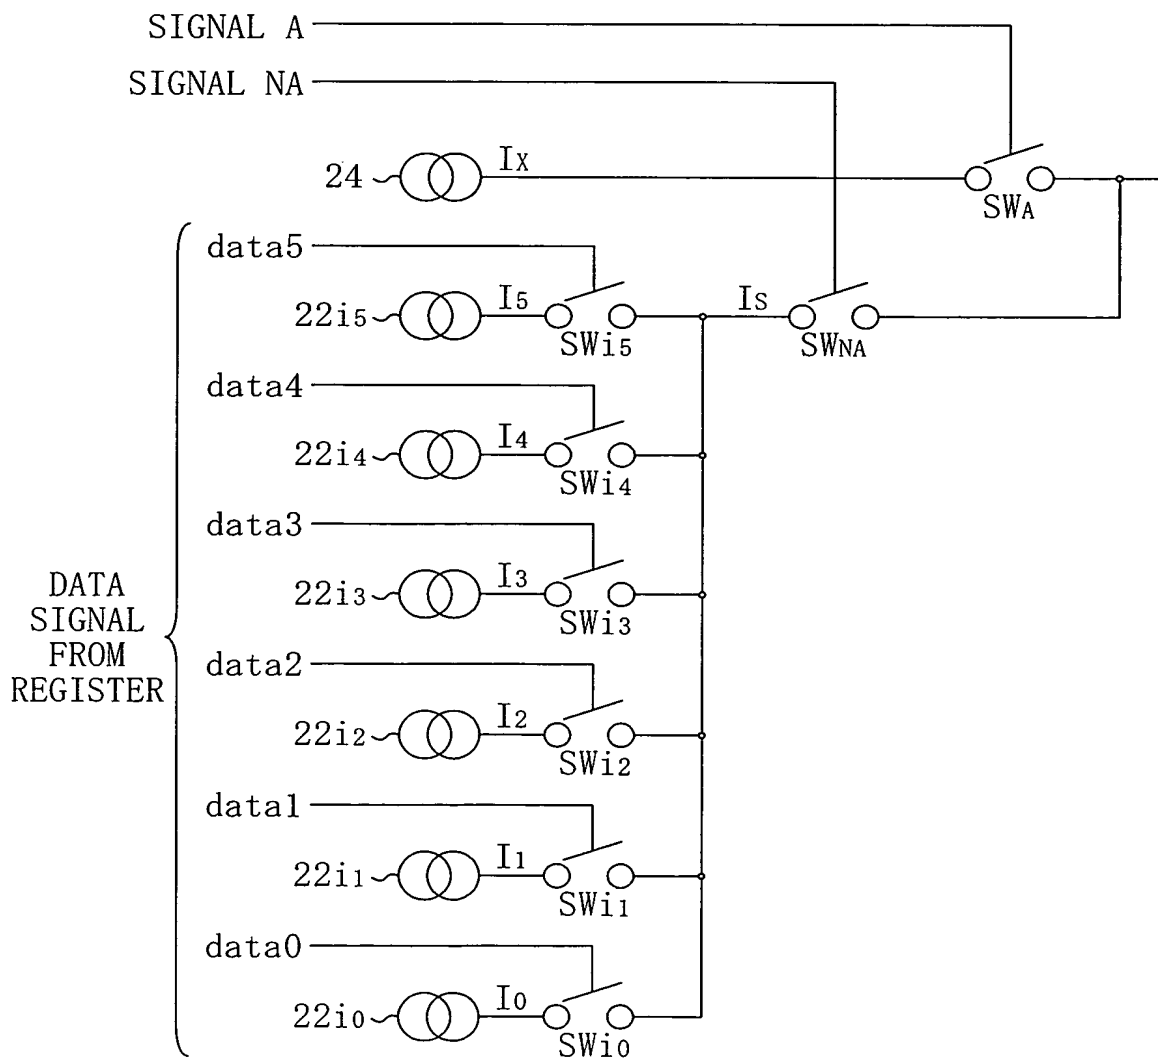 SIGNAL A
SIGNAL NA
24
IX
SWA
data5
22i5
I5
SWi5
IS
SWNA
data4
22i4
I4
SWi4
data3
22i3
I3
SWi3
DATA
SIGNAL
FROM
REGISTER
data2
22i2
I2
SWi2
data1
22i1
I1
SWi1
data0
22i0
I0
SWi0